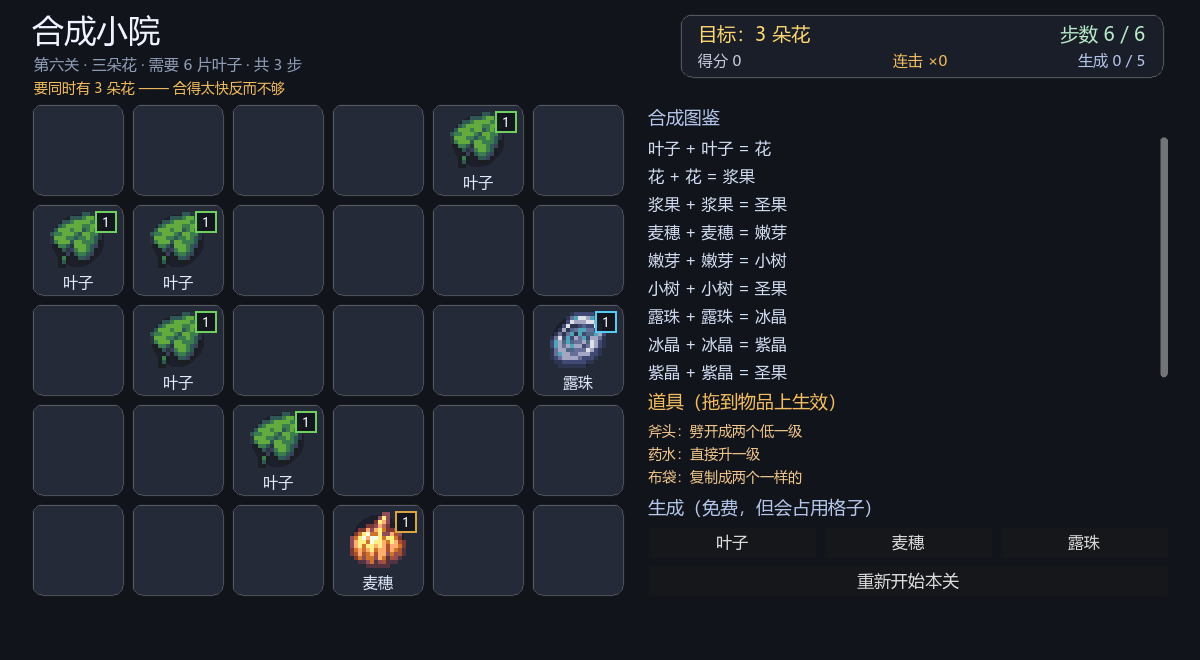 合成小院
第六关 · 三朵花 · 需要 6 片叶子 · 共 3 步
要同时有 3 朵花 —— 合得太快反而不够
目标：3 朵花
步数 6 / 6
得分 0
连击 ×0
生成 0 / 5
1
叶子
1
叶子
1
叶子
1
叶子
1
露珠
1
叶子
1
麦穗
合成图鉴
叶子 + 叶子 = 花
花 + 花 = 浆果
浆果 + 浆果 = 圣果
麦穗 + 麦穗 = 嫩芽
嫩芽 + 嫩芽 = 小树
小树 + 小树 = 圣果
露珠 + 露珠 = 冰晶
冰晶 + 冰晶 = 紫晶
紫晶 + 紫晶 = 圣果
道具（拖到物品上生效）
斧头：劈开成两个低一级
药水：直接升一级
布袋：复制成两个一样的
生成（免费，但会占用格子）
叶子
麦穗
露珠
重新开始本关